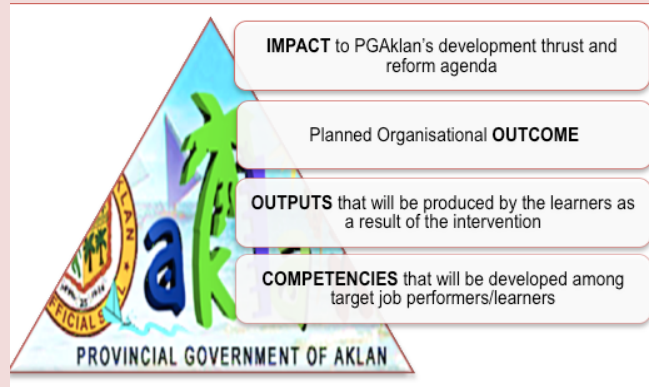 IMPACT to PGAklan's development thrust and
reform agenda
Planned Organisational OUTCOME
OUTPUTS that will be produced by the learners as
a result of the intervention
COMPETENCIES that will be developed among
target job performers/learners
PROVINCIAL GOVERNMENT OF AKLAN